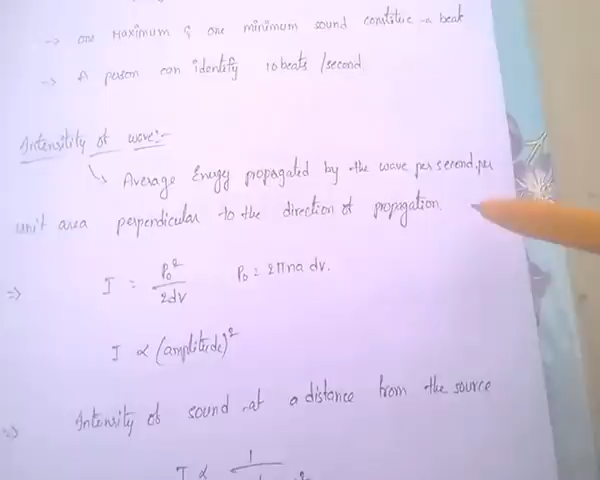 → one Maximum & one minimum sound constitue a beat
→ A person can identify 10 beats /second
Intensitity of wave:-
↳ Average Energy propagated by the wave per second, per
unit area perpendicular to the direction of propagation.
⇒ I = P₀² / 2dv P₀ = 2πna dv.
I ∝ (amplitude)²
⇒ Intensity of sound at a distance from the source
I ∝ 1